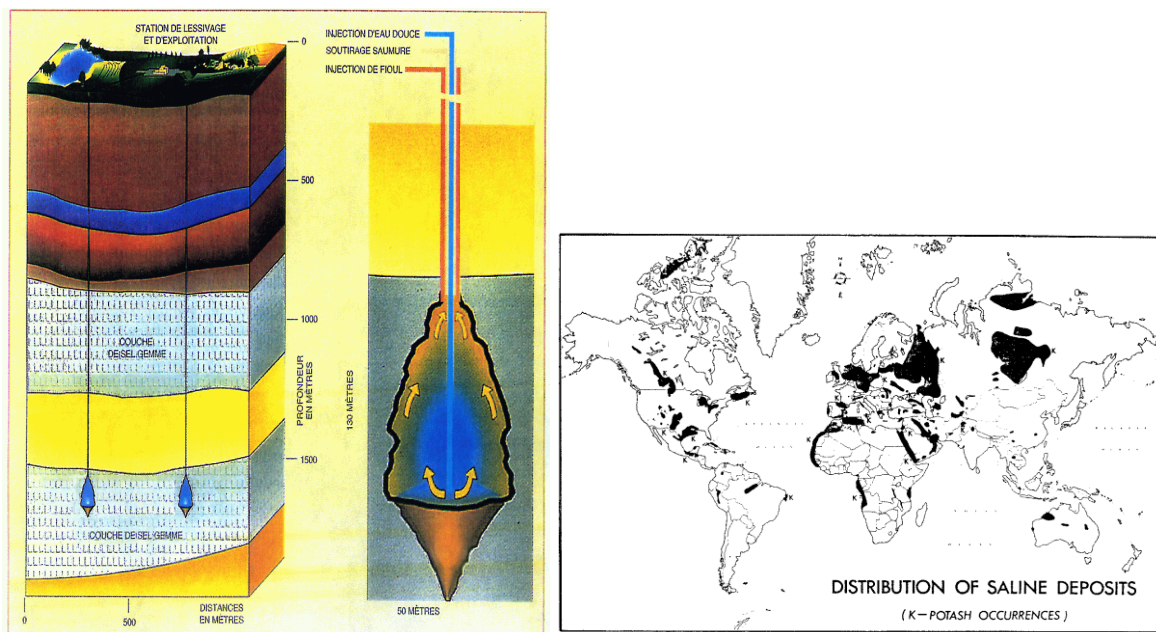 STATION DE LESSIVAGE
ET D'EXPLOITATION
0
500
1000
1500
PROFONDEUR
EN MÈTRES
COUCHE
DE SEL GEMME
COUCHE DE SEL GEMME
0
500
DISTANCES
EN MÈTRES
INJECTION D'EAU DOUCE
SOUTIRAGE SAUMURE
INJECTION DE FIOUL
130 MÈTRES
50 MÈTRES
K
K
K
K
K
K
K
K
K
K
DISTRIBUTION OF SALINE DEPOSITS
(K—POTASH OCCURRENCES)